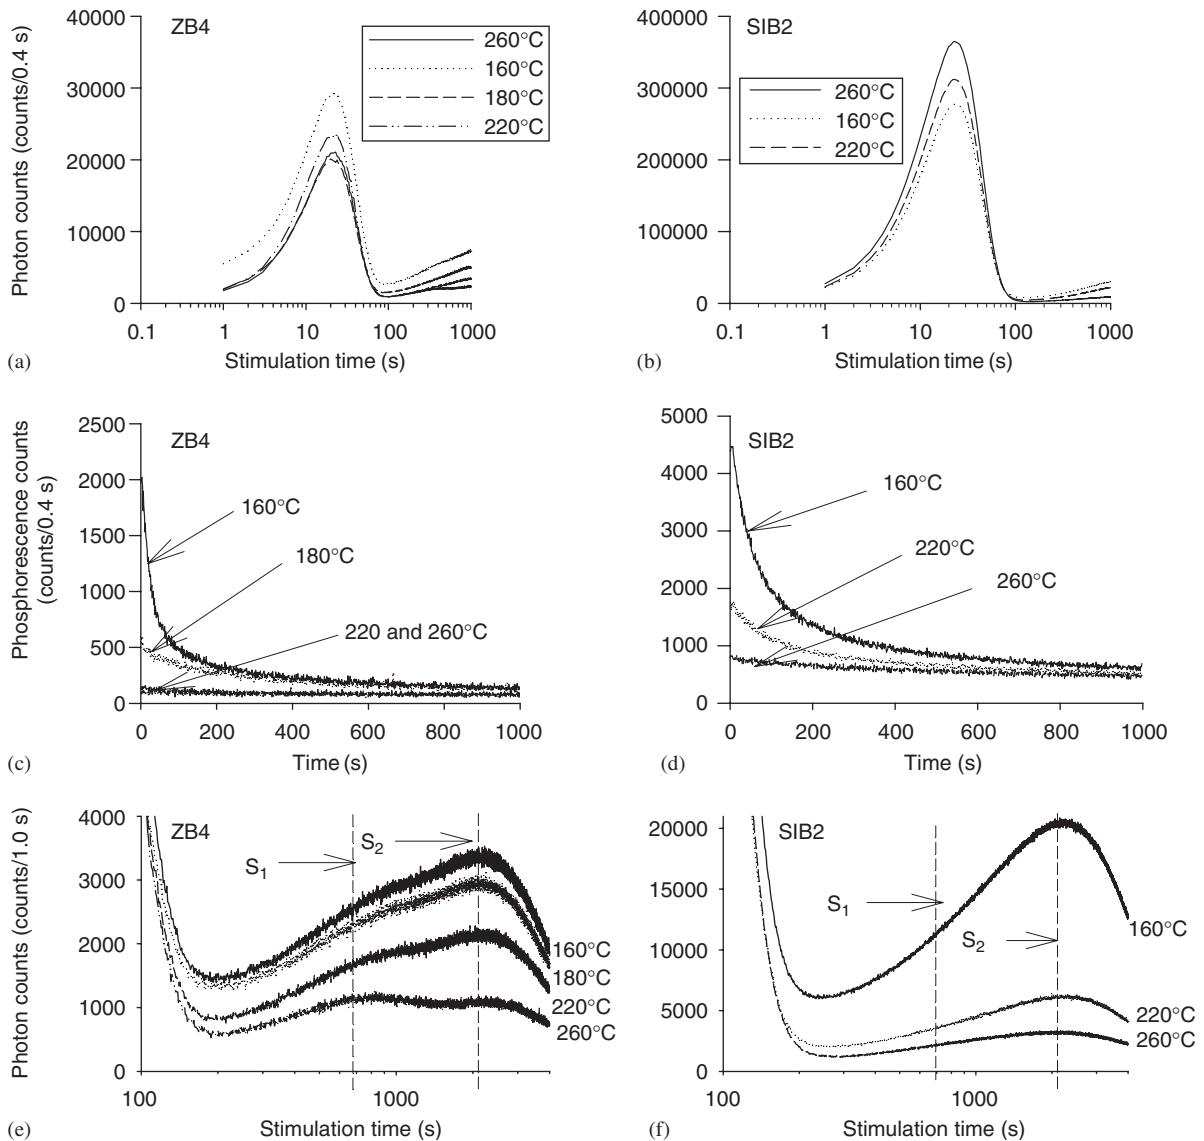 ZB4
40000
30000
20000
10000
0
0.1 1 10 100 1000
Photon counts (counts/0.4 s)
Stimulation time (s)
260°C
160°C
180°C
220°C
(a)
SIB2
400000
300000
200000
100000
0
0.1 1 10 100 1000
Stimulation time (s)
260°C
160°C
220°C
(b)
ZB4
2500
2000
1500
1000
500
0
0 200 400 600 800 1000
Phosphorescence counts
(counts/0.4 s)
Time (s)
160°C
180°C
220 and 260°C
(c)
SIB2
5000
4000
3000
2000
1000
0
0 200 400 600 800 1000
Time (s)
160°C
220°C
260°C
(d)
ZB4
4000
3000
2000
1000
0
100 1000
Photon counts (counts/1.0 s)
Stimulation time (s)
S1
S2
160°C
180°C
220°C
260°C
(e)
SIB2
20000
15000
10000
5000
0
100 1000
Stimulation time (s)
S1
S2
160°C
220°C
260°C
(f)